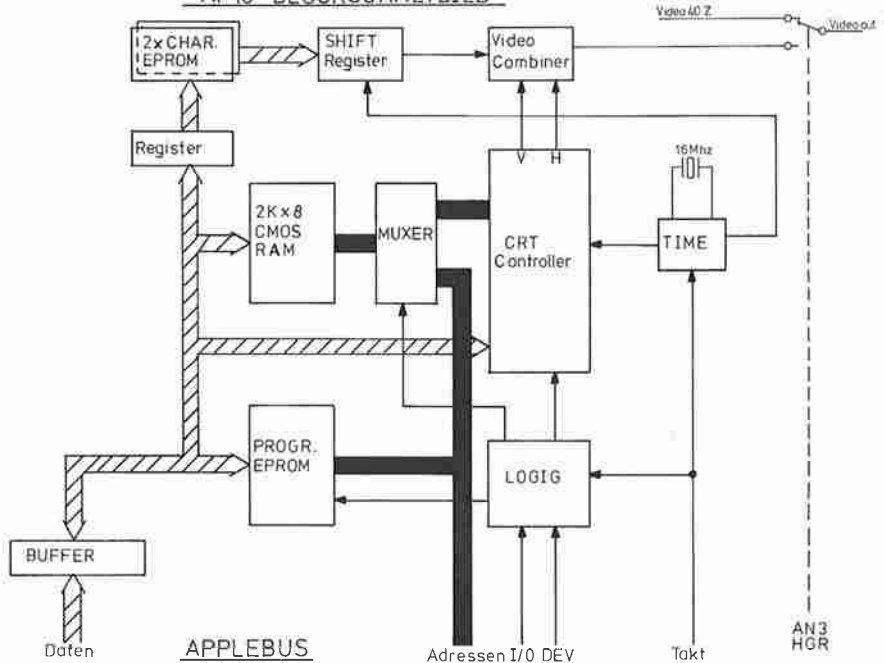 Video 40 Z
Video out
2x CHAR.
EPROM
SHIFT
Register
Video
Combiner
Register
V H
16Mhz
2K x 8
CMOS
RAM
MUXER
CRT
Controller
TIME
PROGR.
EPROM
LOGIG
BUFFER
Daten
APPLEBUS
Adressen I/O DEV
Takt
AN3
HGR